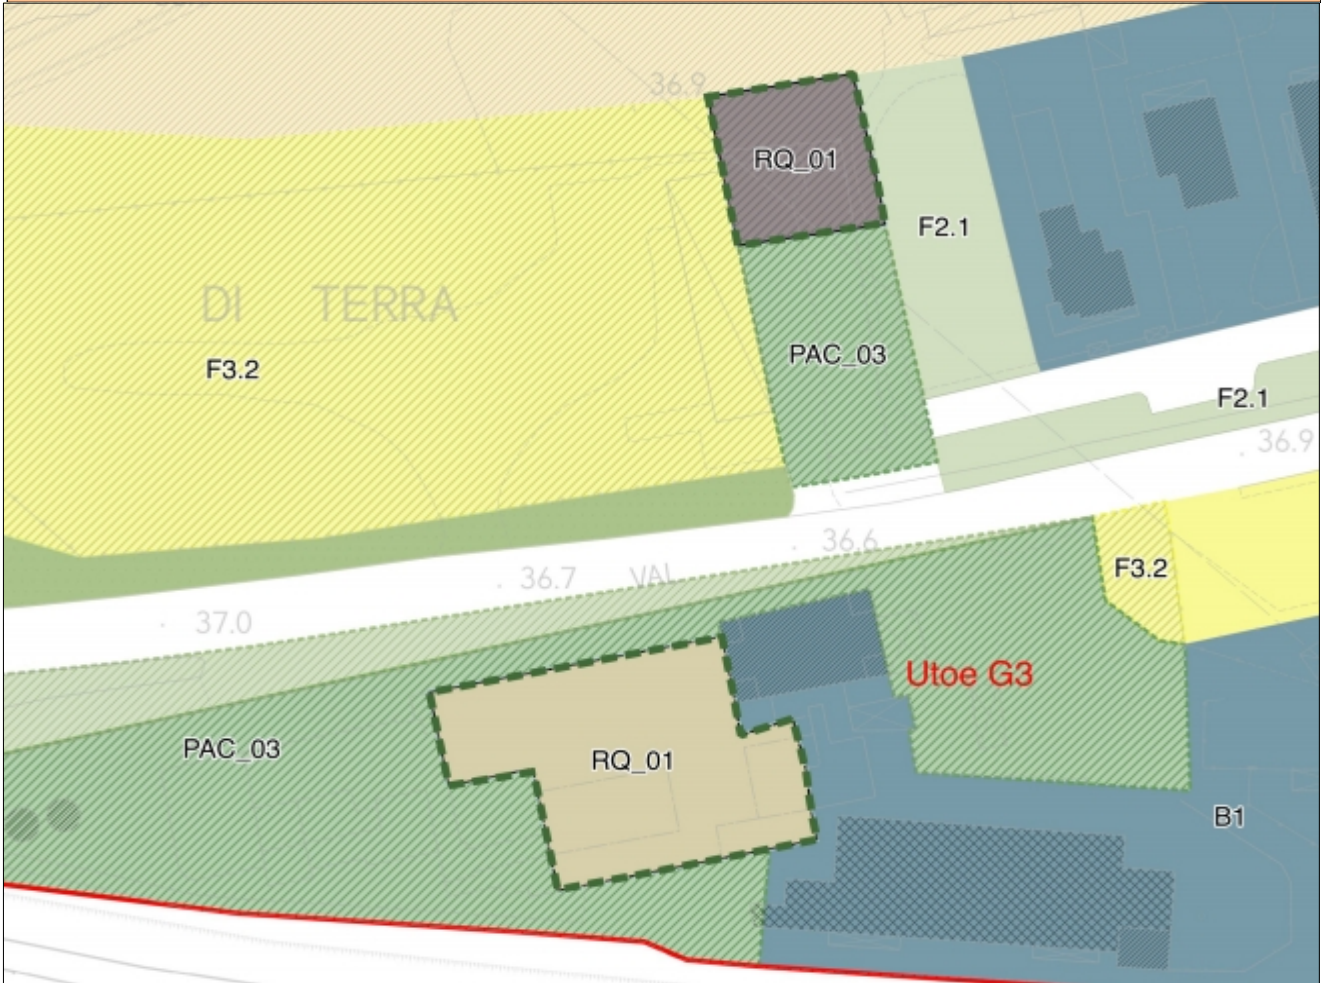 36.9
RQ_01
F2.1
DI TERRA
PAC_03
F3.2
F2.1
36.9
36.6
36.7 VAL
F3.2
37.0
Utoe G3
PAC_03
RQ_01
B1